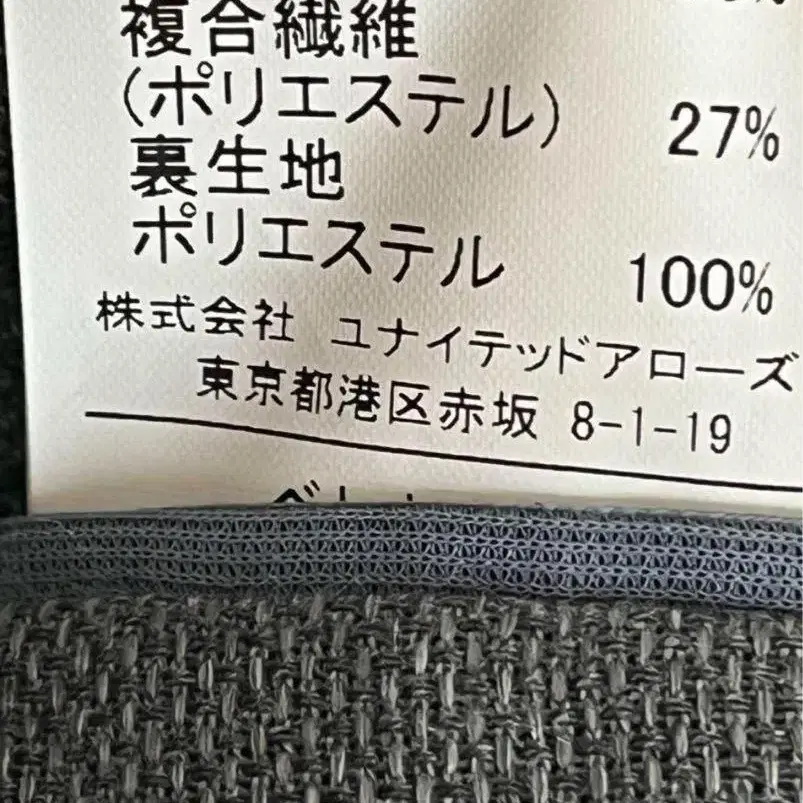 複合繊維
(ポリエステル) 27%
裏生地
ポリエステル 100%
株式会社 ユナイテッドアローズ
東京都港区赤坂 8-1-19